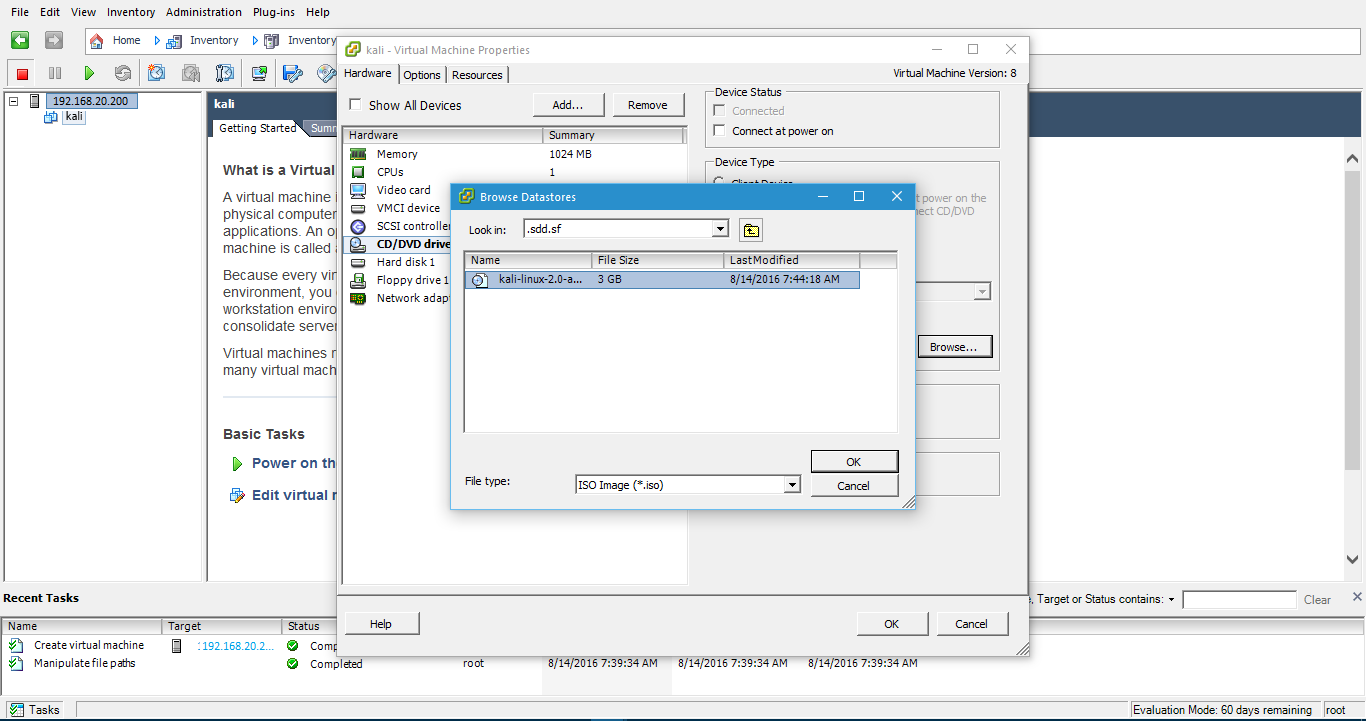 File Edit View Inventory Administration Plug-ins Help
Home Inventory Inventory
kali - Virtual Machine Properties
Hardware Options Resources
Virtual Machine Version: 8
192.168.20.200
kali
kali
Getting Started
What is a Virtual
A virtual machine
physical computer
applications. An
machine is called
Because every
environment, you
workstation
consolidate
Virtual machines
many virtual
Basic Tasks
Power on the
Edit virtual
Show All Devices
Add...
Remove
Hardware Summary
Memory 1024 MB
CPUs 1
Video card
VMCI device
SCSI controller
CD/DVD drive
Hard disk 1
Floppy drive 1
Network
Device Status
Connected
Connect at power on
Device Type
Client Device
power on the
CD/DVD
Browse...
Browse Datastores
Look in: .sdd.sf
Name File Size Last Modified
kali-linux-2.0-a... 3 GB 8/14/2016 7:44:18 AM
OK
File type: ISO Image (*.iso)
Cancel
Help
OK
Cancel
Recent Tasks
Target or Status contains:
Clear
Name Target Status
Create virtual machine 192.168.20.2...
Manipulate file paths Completed root 8/14/2016 7:39:34 AM 8/14/2016 7:39:34 AM 8/14/2016 7:39:34 AM
Tasks
Evaluation Mode: 60 days remaining
root